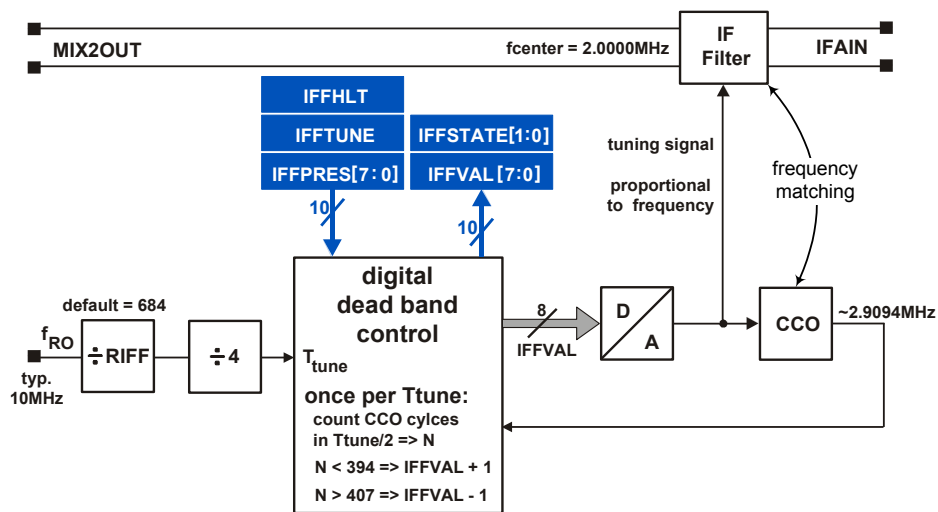 MIX2OUT
fcenter = 2.0000MHz
IF
Filter
IFAIN
IFFHLT
IFFTUNE
IFFPRES[7:0]
IFFSTATE[1:0]
IFFVAL [7:0]
10
10
tuning signal
proportional
to frequency
frequency
matching
default = 684
fRO
typ.
10MHz
÷RIFF
÷4
digital
dead band
control
Ttune
once per Ttune:
count CCO cylces
in Ttune/2 => N
N < 394 => IFFVAL + 1
N > 407 => IFFVAL - 1
8
IFFVAL
D
A
CCO
~2.9094MHz